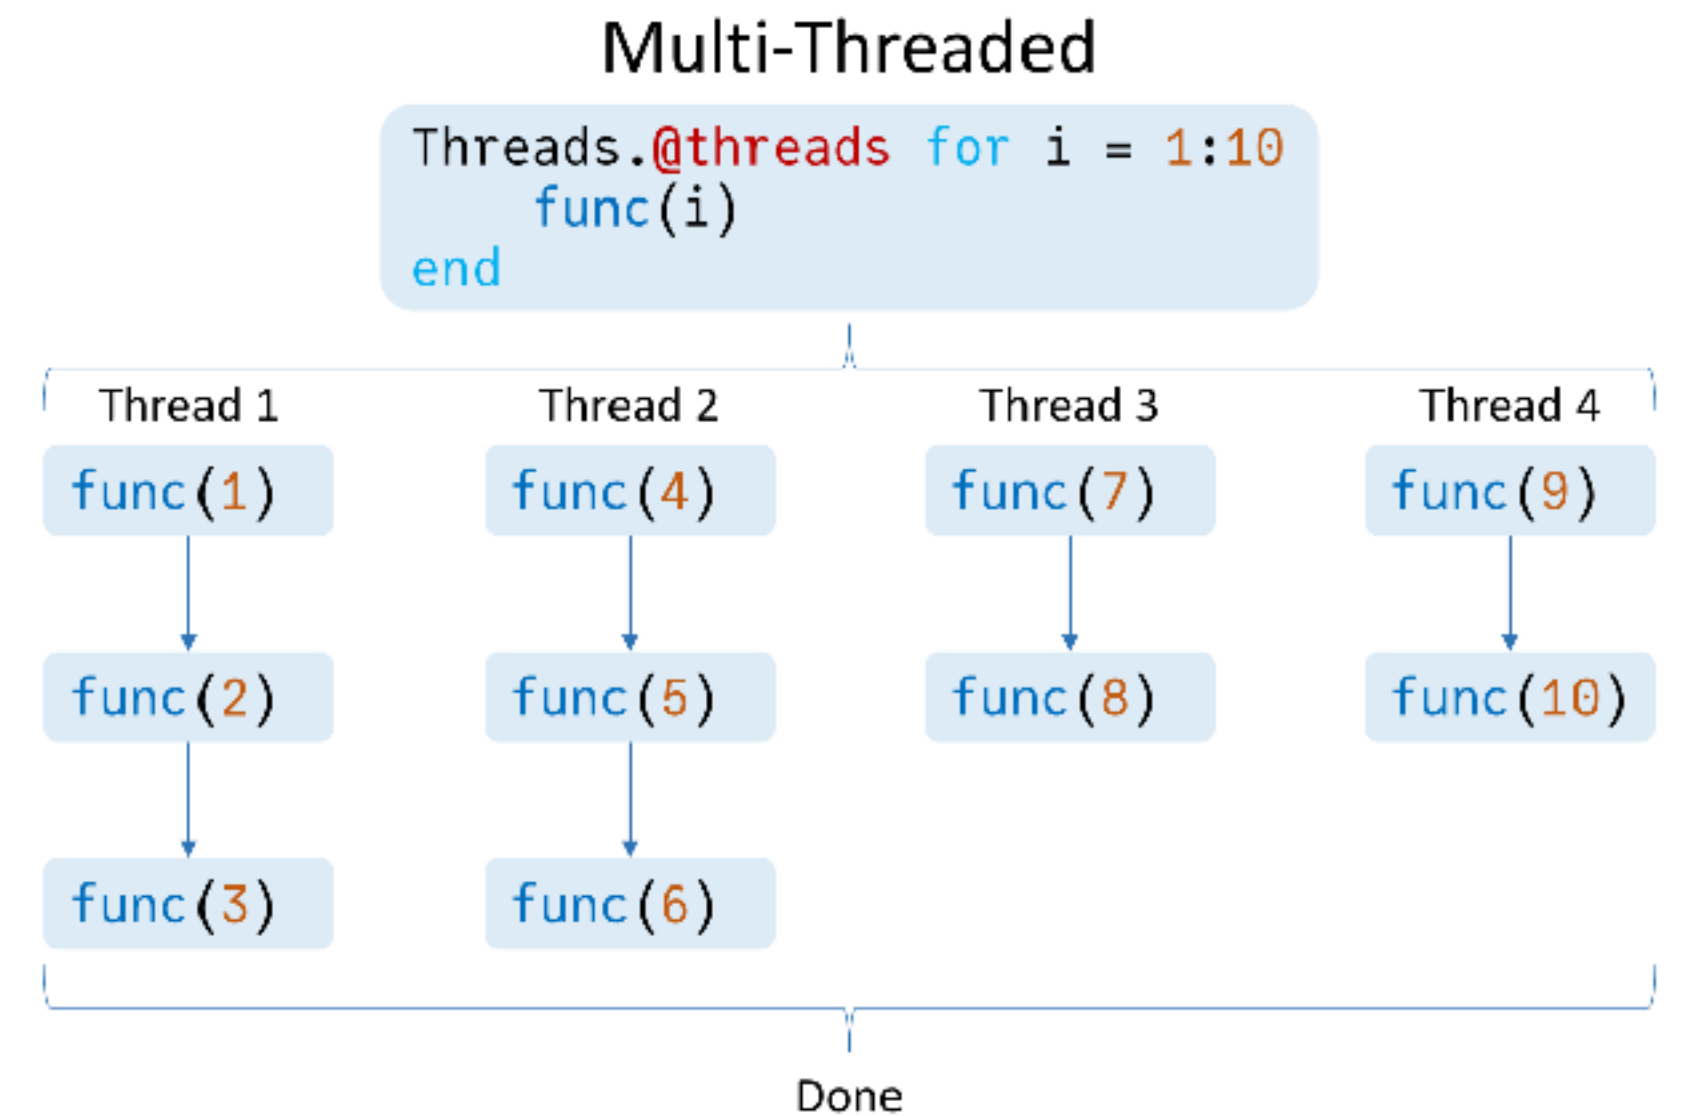 Multi-Threaded
Threads.@threads for i = 1:10
    func(i)
end
Thread 1
Thread 2
Thread 3
Thread 4
func(1)
func(4)
func(7)
func(9)
func(2)
func(5)
func(8)
func(10)
func(3)
func(6)
Done